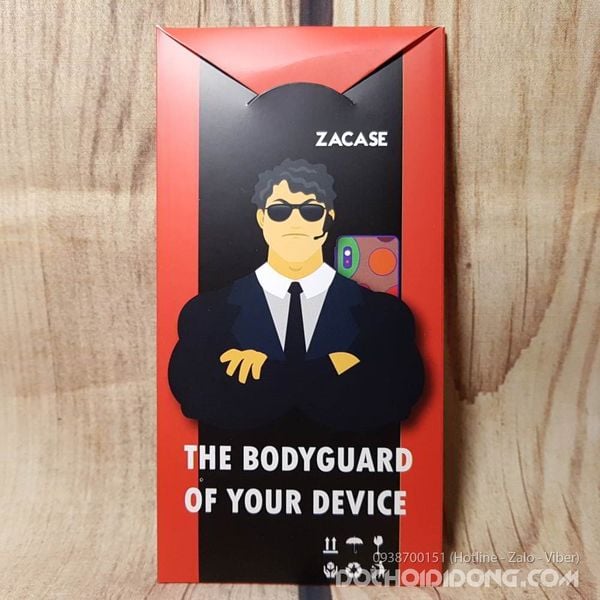 ZACASE
THE BODYGUARD
OF YOUR DEVICE
0938700151 (Hotline - Zalo - Viber)
DOCHOIDIDONG.COM